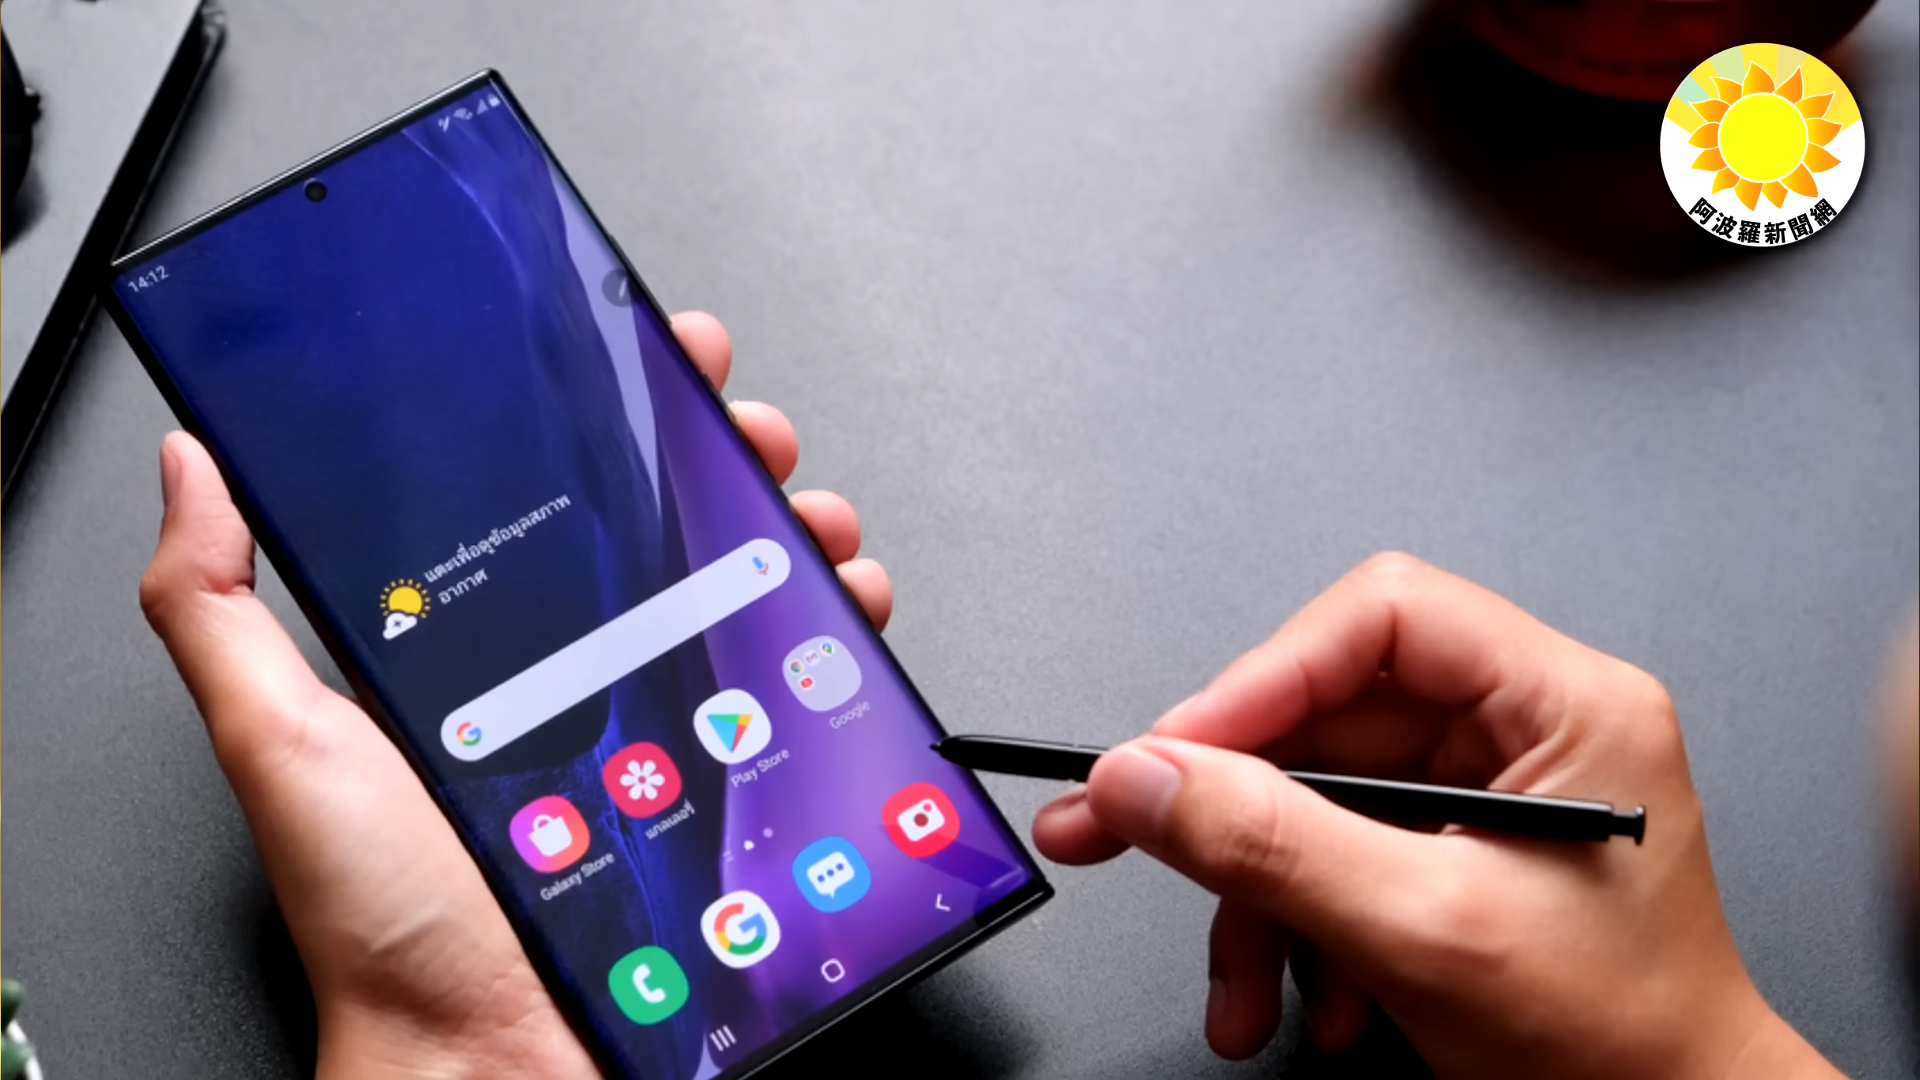 阿波羅新聞網
14:12
แตะเพื่อดูข้อมูลสภาพ
อากาศ
Google
Play Store
แกลเลอรี่
Galaxy Store